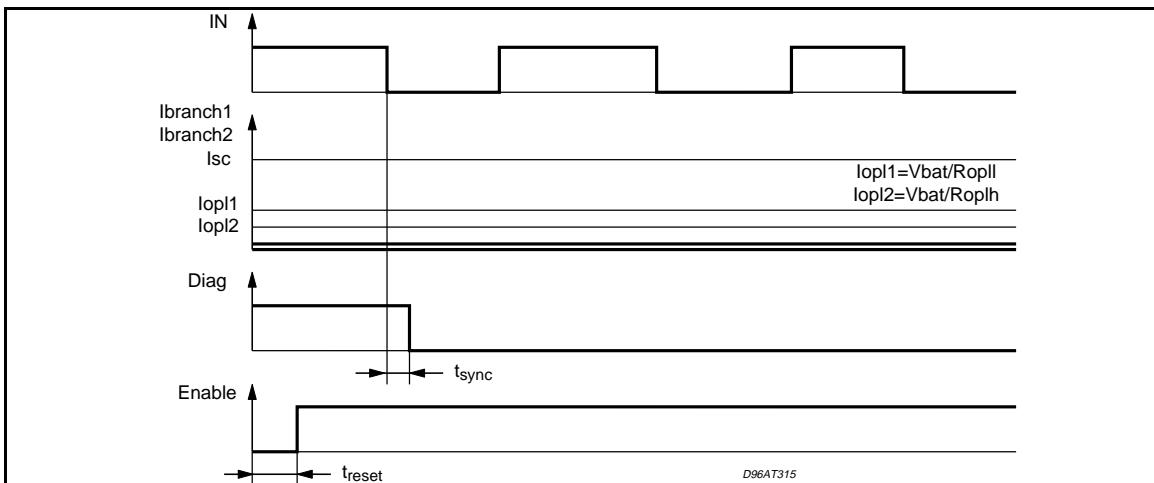 IN
Ibranch1
Ibranch2
Isc
Iopl1=Vbat/Ropll
Iopl2=Vbat/Roplh
Iopl1
Iopl2
Diag
tsync
Enable
treset
D96AT315